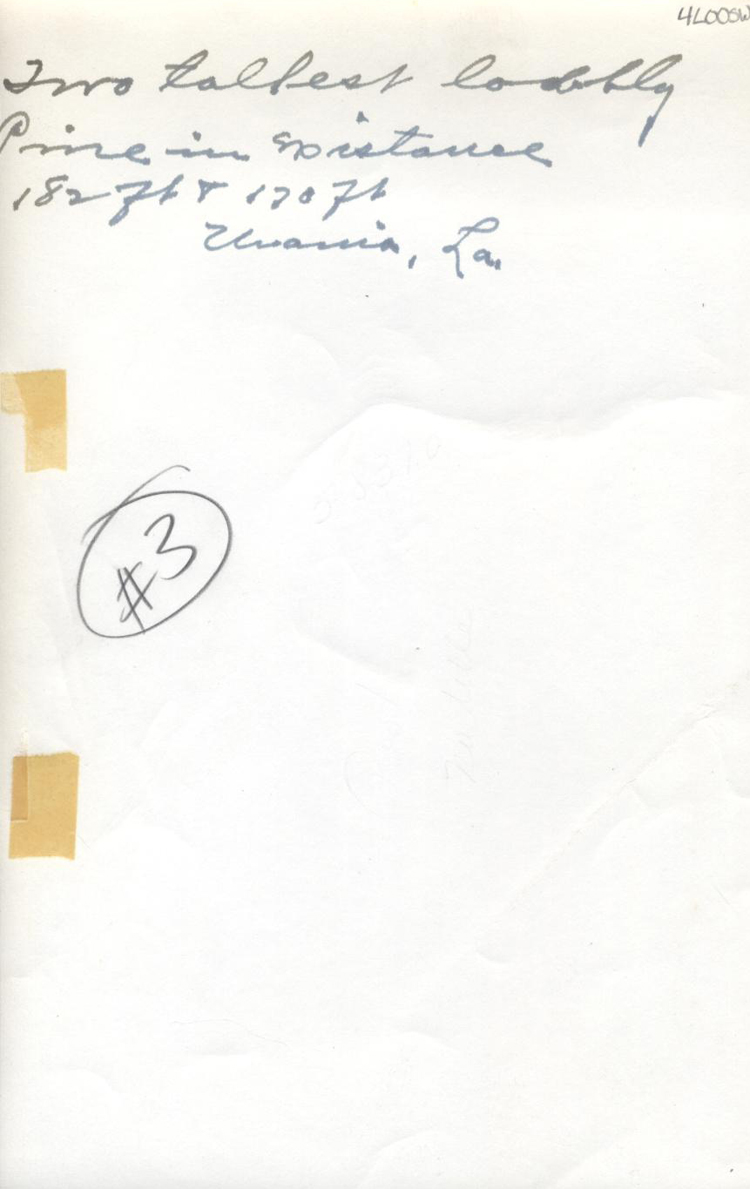 4LOOSW
Two tallest loblolly
Pine in existance
182 ft & 170 ft
Urania, La.
#3